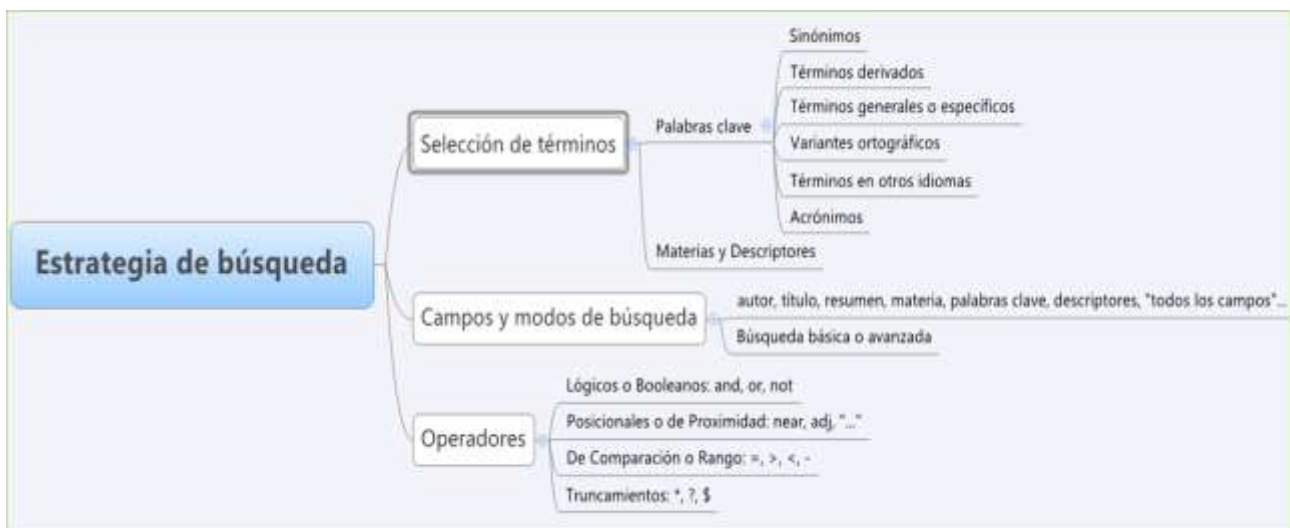 Estrategia de búsqueda
Selección de términos
Palabras clave
Sinónimos
Términos derivados
Términos generales o específicos
Variantes ortográficos
Términos en otros idiomas
Acrónimos
Materias y Descriptores
Campos y modos de búsqueda
autor, título, resumen, materia, palabras clave, descriptores, "todos los campos"...
Búsqueda básica o avanzada
Operadores
Lógicos o Booleanos: and, or, not
Posicionales o de Proximidad: near, adj, "..."
De Comparación o Rango: =, >, <, -
Truncamientos: *, ?, $